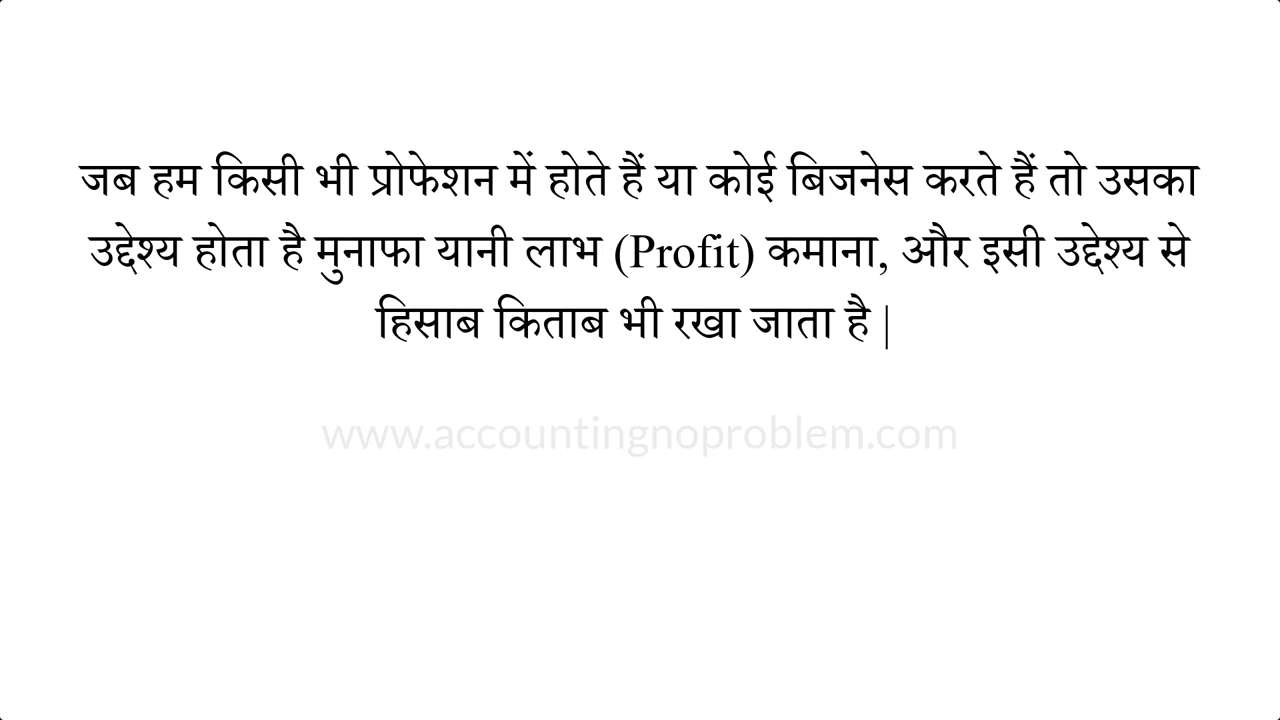 जब हम किसी भी प्रोफेशन में होते हैं या कोई बिजनेस करते हैं तो उसका
उद्देश्य होता है मुनाफा यानी लाभ (Profit) कमाना, और इसी उद्देश्य से
हिसाब किताब भी रखा जाता है |
www.accountingnoproblem.com